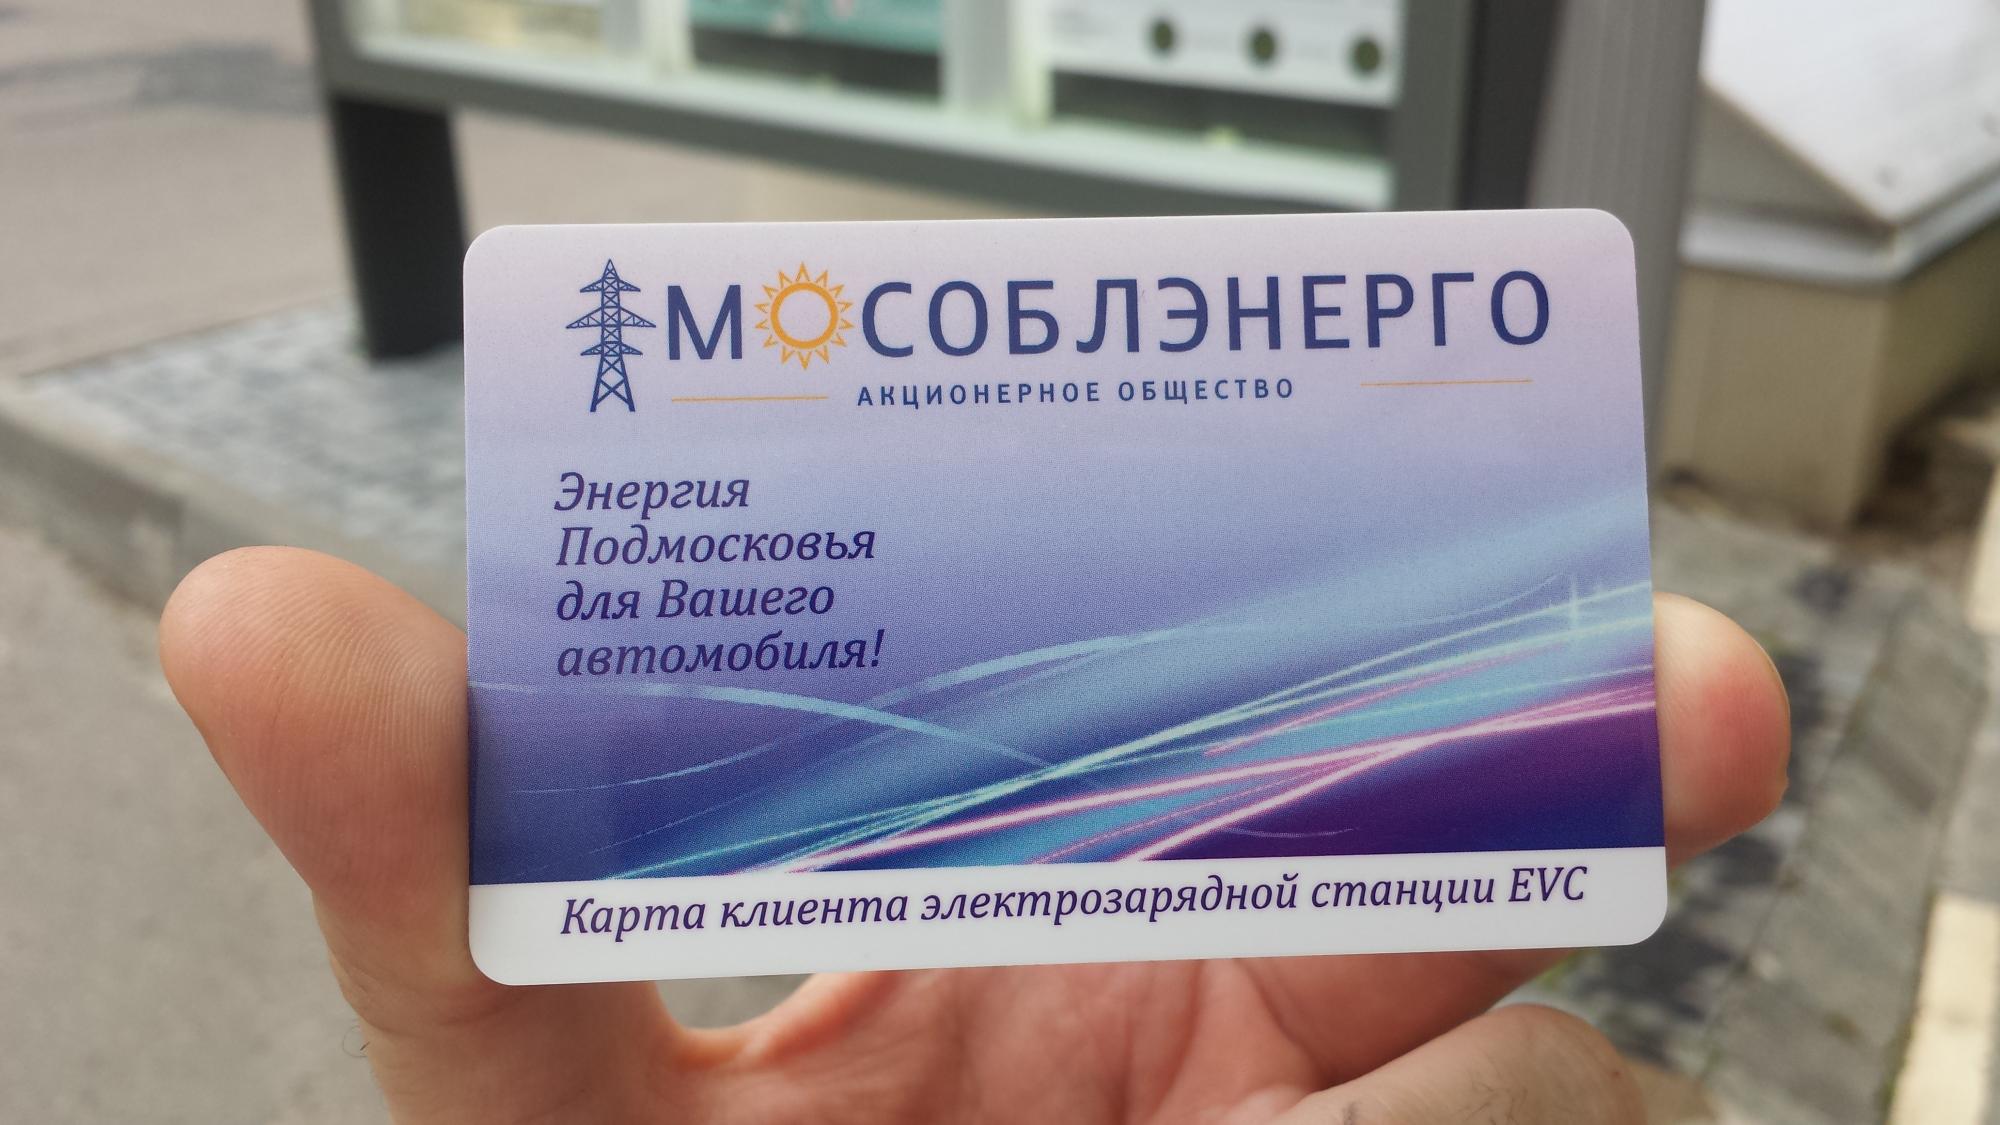 МОСОБЛЭНЕРГО
АКЦИОНЕРНОЕ ОБЩЕСТВО
Энергия
Подмосковья
для Вашего
автомобиля!
Карта клиента электрозарядной станции EVC